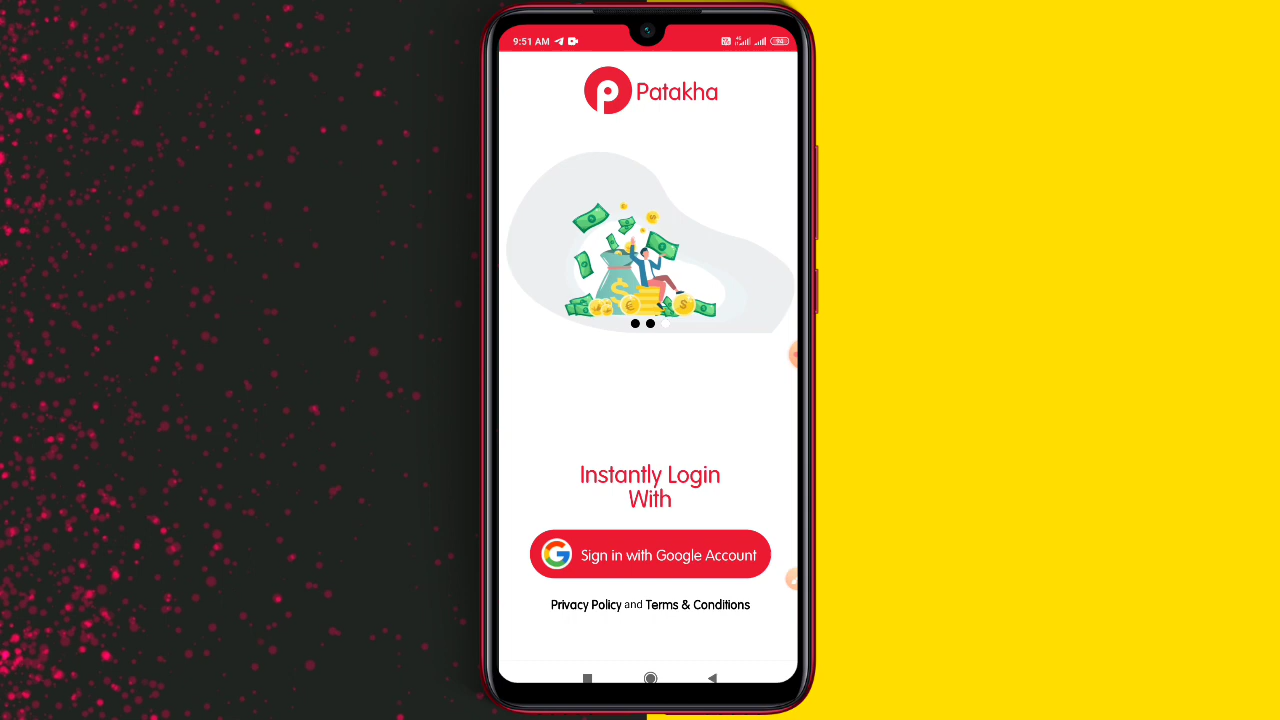 9:51 AM
Patakha
Instantly Login
With
Sign in with Google Account
Privacy Policy and Terms & Conditions